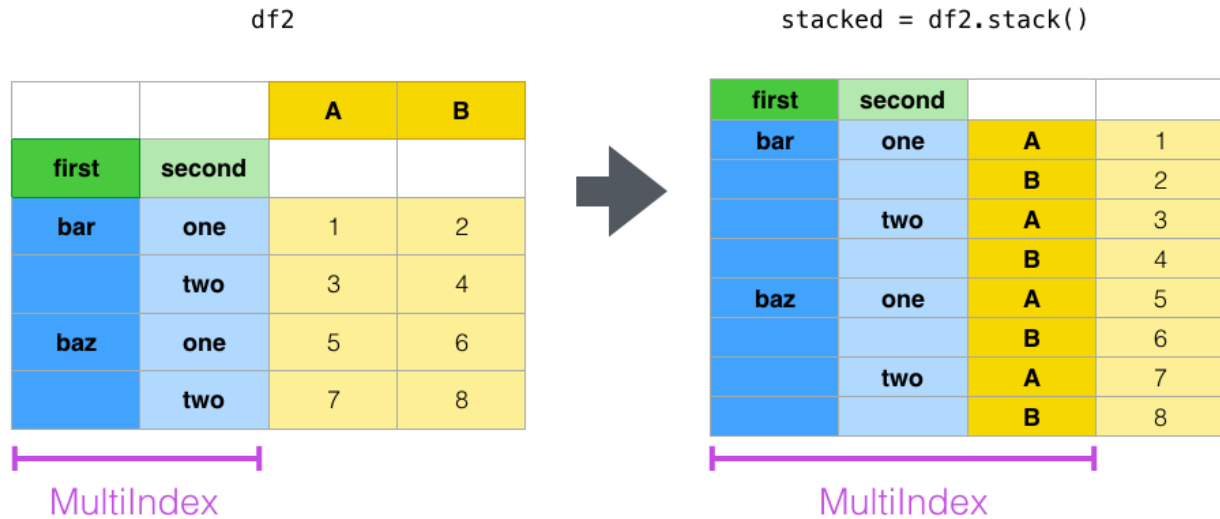 df2
stacked = df2.stack()
A B
first second
bar one 1 2
two 3 4
baz one 5 6
two 7 8
MultiIndex
first second
bar one A 1
B 2
two A 3
B 4
baz one A 5
B 6
two A 7
B 8
MultiIndex